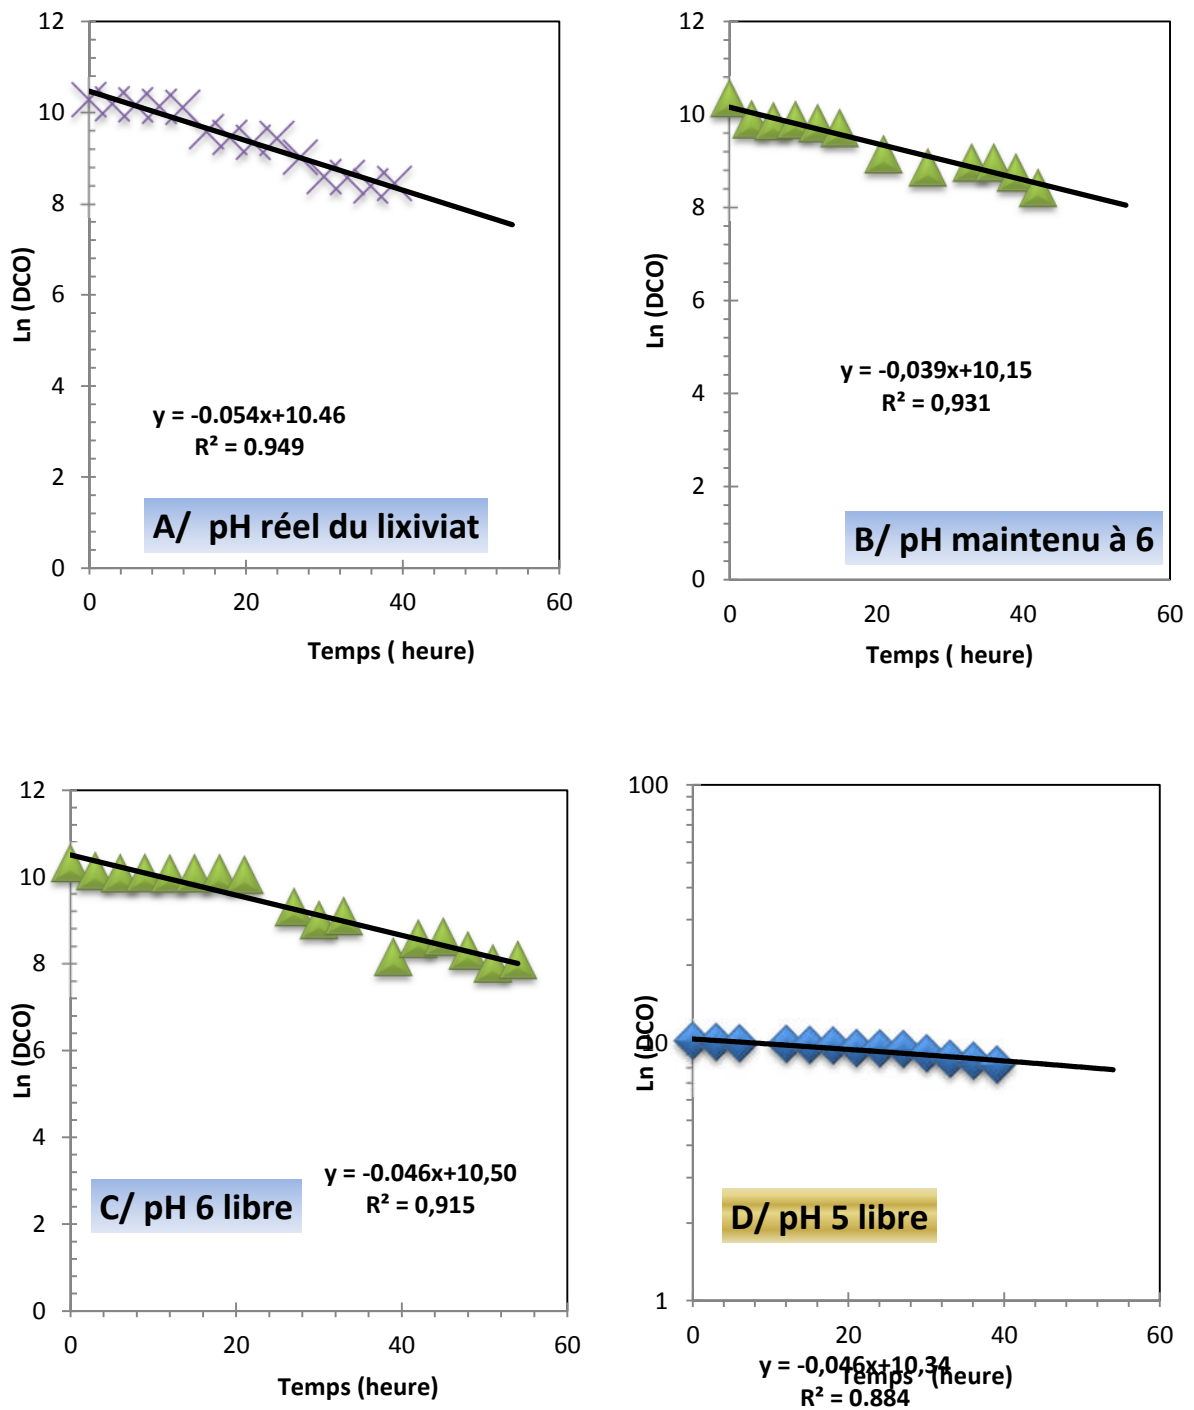 12
10
8
6
4
2
0
Ln (DCO)
y = -0.054x+10.46
R² = 0.949
A/ pH réel du lixiviat
0 20 40 60
Temps ( heure)
12
10
8
6
4
2
0
Ln (DCO)
y = -0,039x+10,15
R² = 0,931
B/ pH maintenu à 6
0 20 40 60
Temps ( heure)
12
10
8
6
4
2
0
Ln (DCO)
y = -0.046x+10,50
R² = 0,915
C/ pH 6 libre
0 20 40 60
Temps (heure)
100
10
1
Ln (DCO)
D/ pH 5 libre
0 20 40 60
y = -0,046x+10,34
Temps (heure)
R² = 0.884